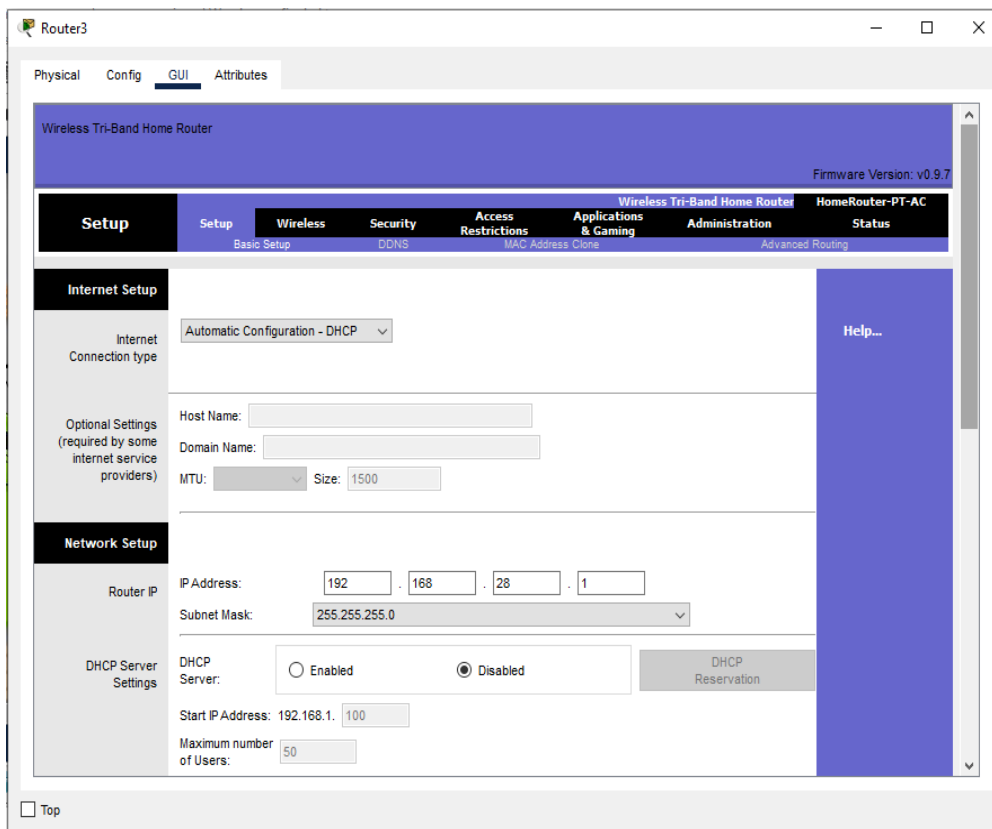 Router3
Physical Config GUI Attributes
Wireless Tri-Band Home Router
Firmware Version: v0.9.7
Wireless Tri-Band Home Router HomeRouter-PT-AC
Setup
Setup Wireless Security Access Restrictions Applications & Gaming Administration Status
Basic Setup DDNS MAC Address Clone Advanced Routing
Internet Setup
Internet
Connection type
Automatic Configuration - DHCP
Help...
Optional Settings
(required by some
internet service
providers)
Host Name:
Domain Name:
MTU: Size: 1500
Network Setup
Router IP
IP Address: 192 . 168 . 28 . 1
Subnet Mask: 255.255.255.0
DHCP Server
Settings
DHCP
Server:
Enabled Disabled
DHCP
Reservation
Start IP Address: 192.168.1. 100
Maximum number
of Users:
50
Top